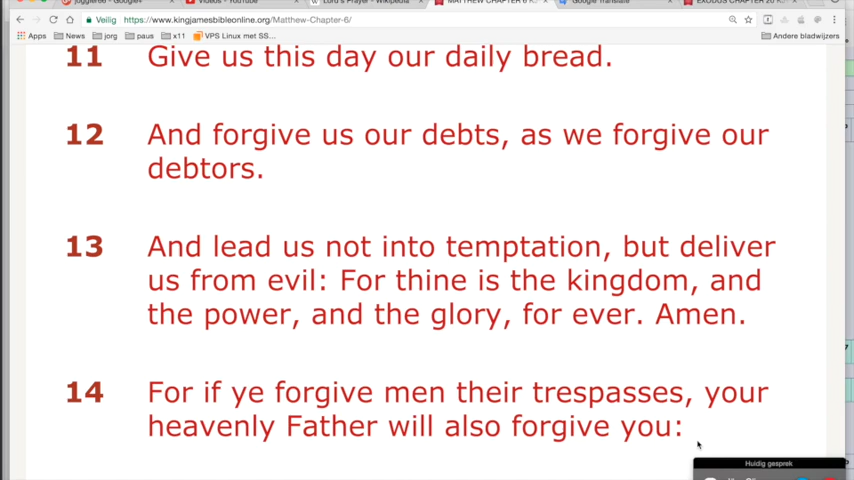 Videos - YouTube
Lord's Prayer - Wikipedia
MATTHEW CHAPTER 6 K
Google Translate
EXODUS CHAPTER 20 K
Veilig https://www.kingjamesbibleonline.org/Matthew-Chapter-6/
Apps News jorg paus x11 VPS Linux met SS... Andere bladwijzers
11 Give us this day our daily bread.
12 And forgive us our debts, as we forgive our
debtors.
13 And lead us not into temptation, but deliver
us from evil: For thine is the kingdom, and
the power, and the glory, for ever. Amen.
14 For if ye forgive men their trespasses, your
heavenly Father will also forgive you:
Huidig gesprek